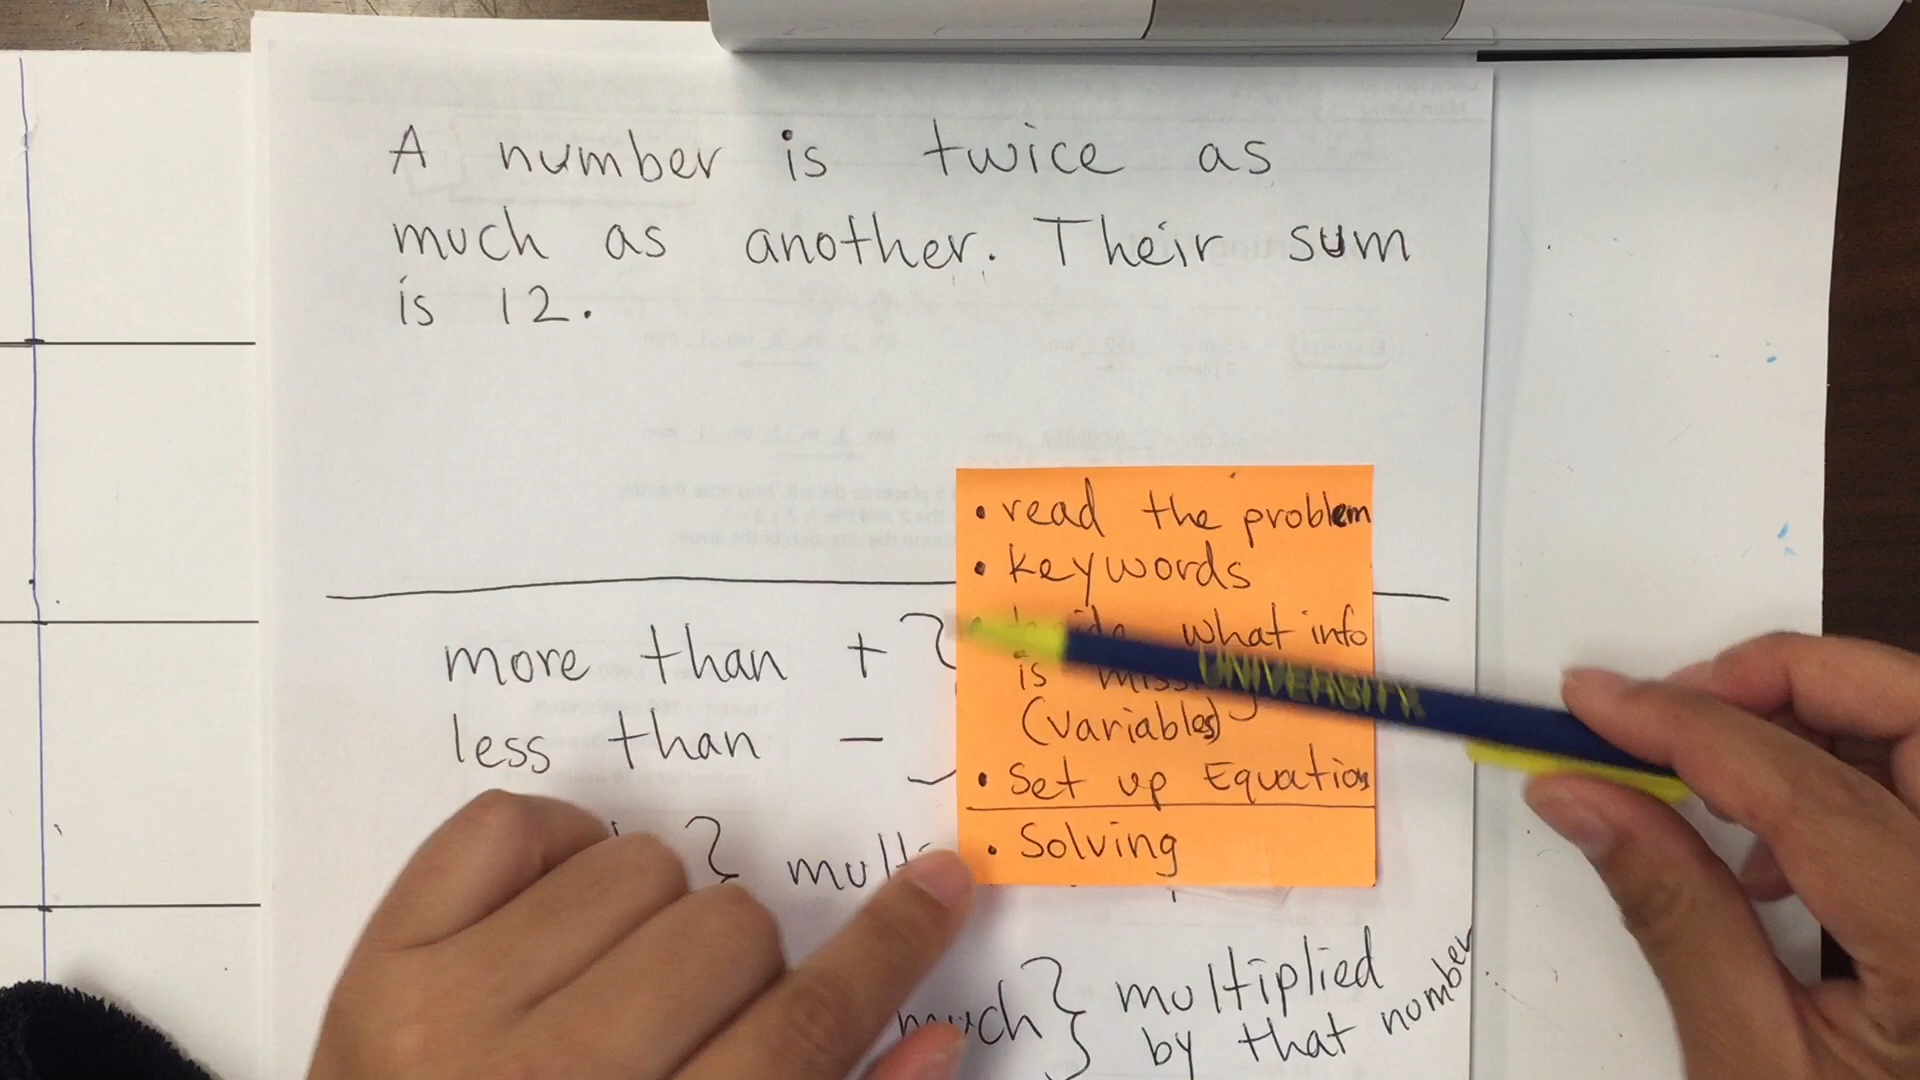 A number is twice as
much as another. Their sum
is 12.
• read the problem
• keywords
what info
is
(variables)
• Set up Equation
• Solving
more than +
less than -
much } multiplied
by that number
UNIVERSITY